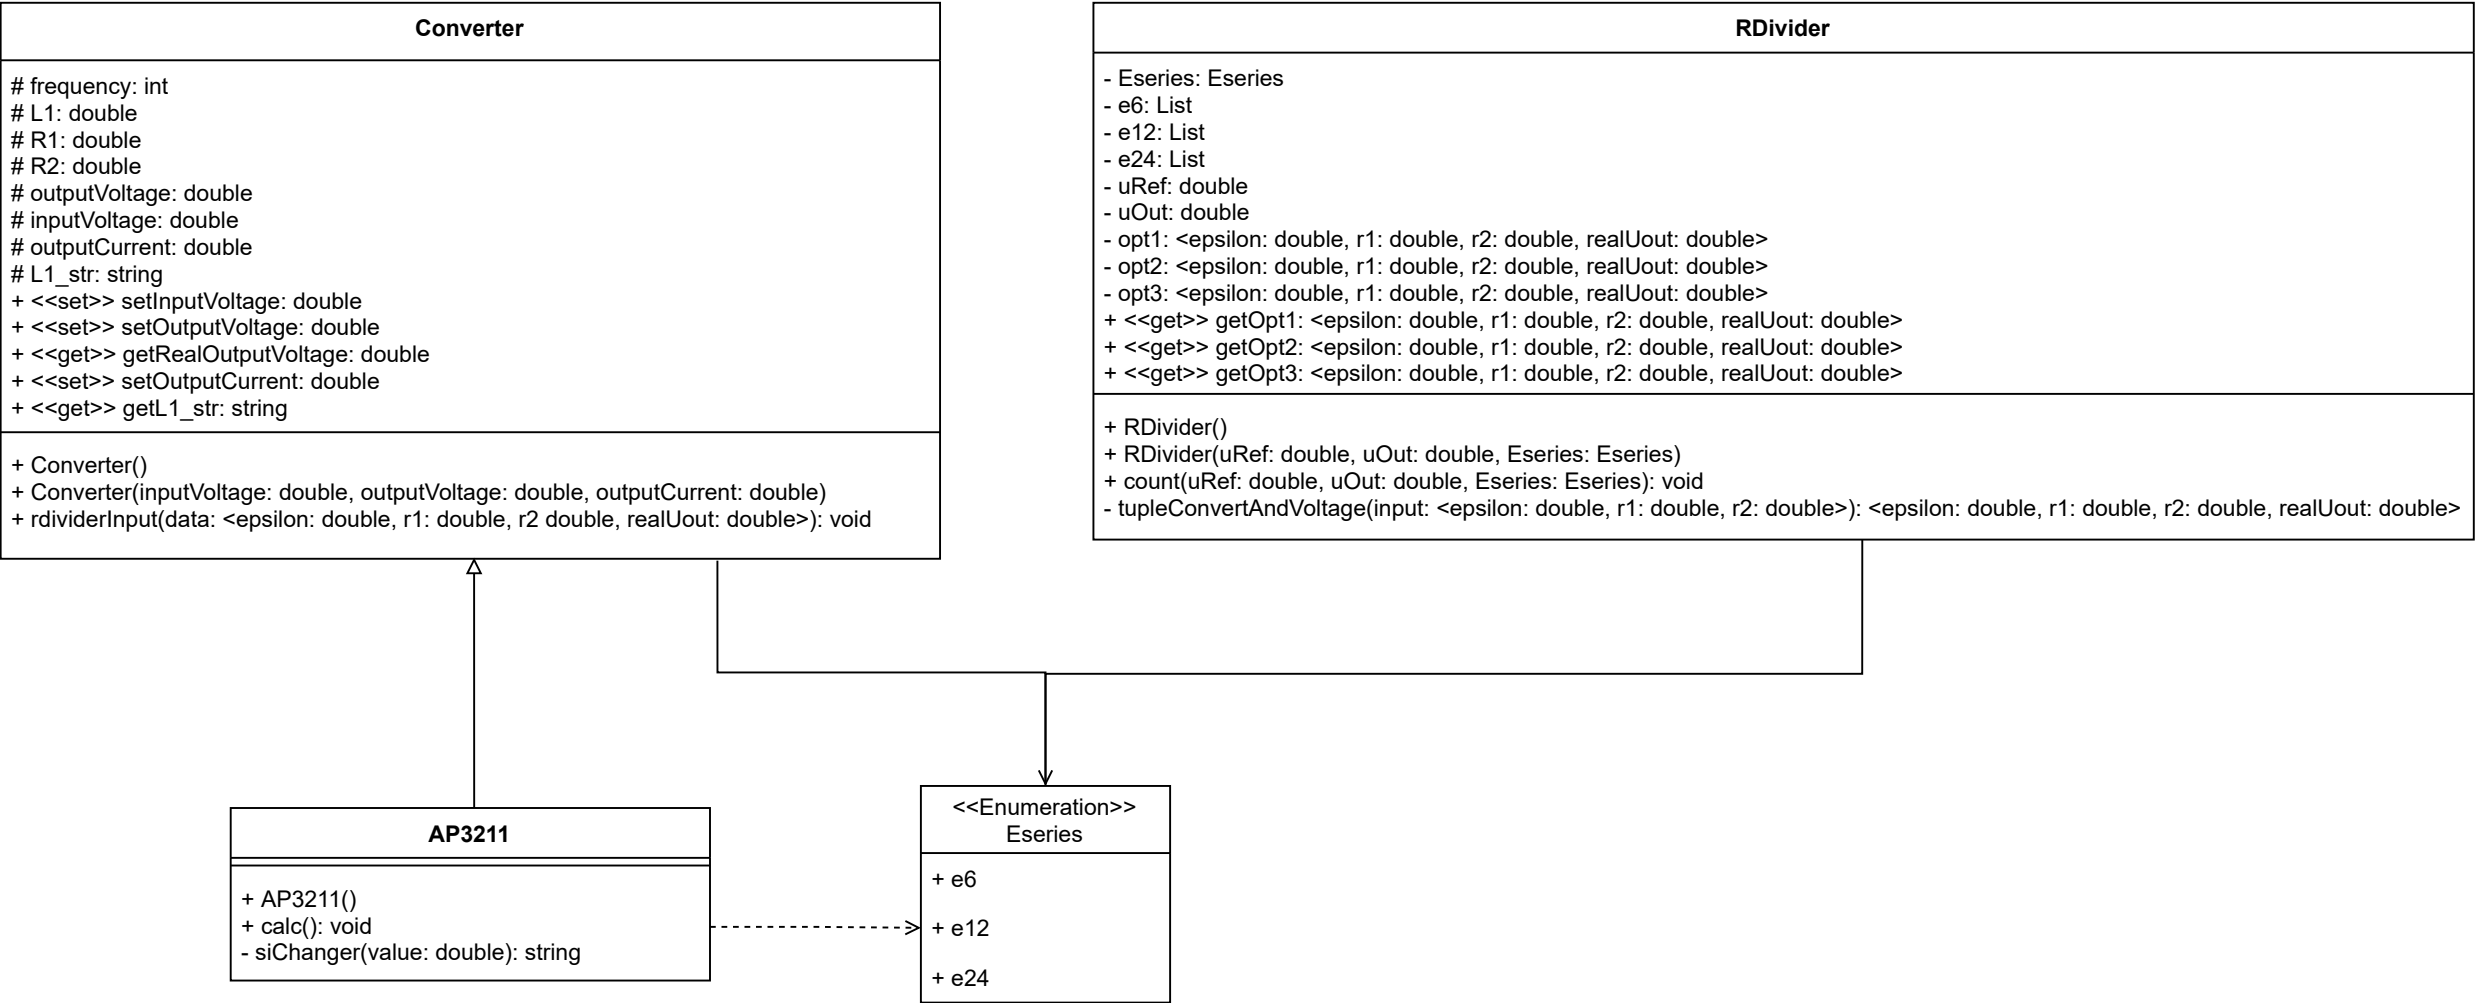 Converter
# frequency: int
# L1: double
# R1: double
# R2: double
# outputVoltage: double
# inputVoltage: double
# outputCurrent: double
# L1_str: string
+ <<set>> setInputVoltage: double
+ <<set>> setOutputVoltage: double
+ <<get>> getRealOutputVoltage: double
+ <<set>> setOutputCurrent: double
+ <<get>> getL1_str: string
+ Converter()
+ Converter(inputVoltage: double, outputVoltage: double, outputCurrent: double)
+ rdividerInput(data: <epsilon: double, r1: double, r2 double, realUout: double>): void
RDivider
- Eseries: Eseries
- e6: List
- e12: List
- e24: List
- uRef: double
- uOut: double
- opt1: <epsilon: double, r1: double, r2: double, realUout: double>
- opt2: <epsilon: double, r1: double, r2: double, realUout: double>
- opt3: <epsilon: double, r1: double, r2: double, realUout: double>
+ <<get>> getOpt1: <epsilon: double, r1: double, r2: double, realUout: double>
+ <<get>> getOpt2: <epsilon: double, r1: double, r2: double, realUout: double>
+ <<get>> getOpt3: <epsilon: double, r1: double, r2: double, realUout: double>
+ RDivider()
+ RDivider(uRef: double, uOut: double, Eseries: Eseries)
+ count(uRef: double, uOut: double, Eseries: Eseries): void
- tupleConvertAndVoltage(input: <epsilon: double, r1: double, r2: double>): <epsilon: double, r1: double, r2: double, realUout: double>
AP3211
+ AP3211()
+ calc(): void
- siChanger(value: double): string
<<Enumeration>>
Eseries
+ e6
+ e12
+ e24